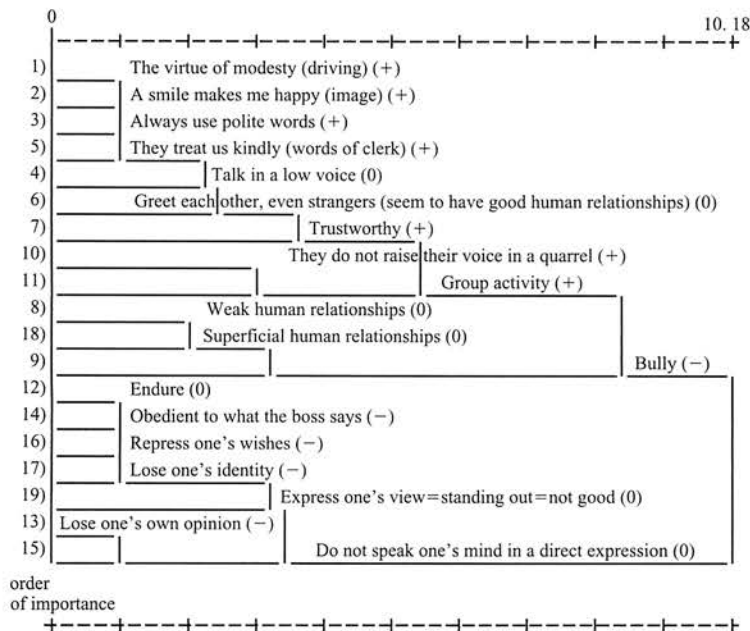 0 10.18
1) The virtue of modesty (driving) (+)
2) A smile makes me happy (image) (+)
3) Always use polite words (+)
5) They treat us kindly (words of clerk) (+)
4) Talk in a low voice (0)
6) Greet each other, even strangers (seem to have good human relationships) (0)
7) Trustworthy (+)
10) They do not raise their voice in a quarrel (+)
11) Group activity (+)
8) Weak human relationships (0)
18) Superficial human relationships (0)
9) Bully (−)
12) Endure (0)
14) Obedient to what the boss says (−)
16) Repress one's wishes (−)
17) Lose one's identity (−)
19) Express one's view=standing out=not good (0)
13) Lose one's own opinion (−)
15) Do not speak one's mind in a direct expression (0)
order
of importance